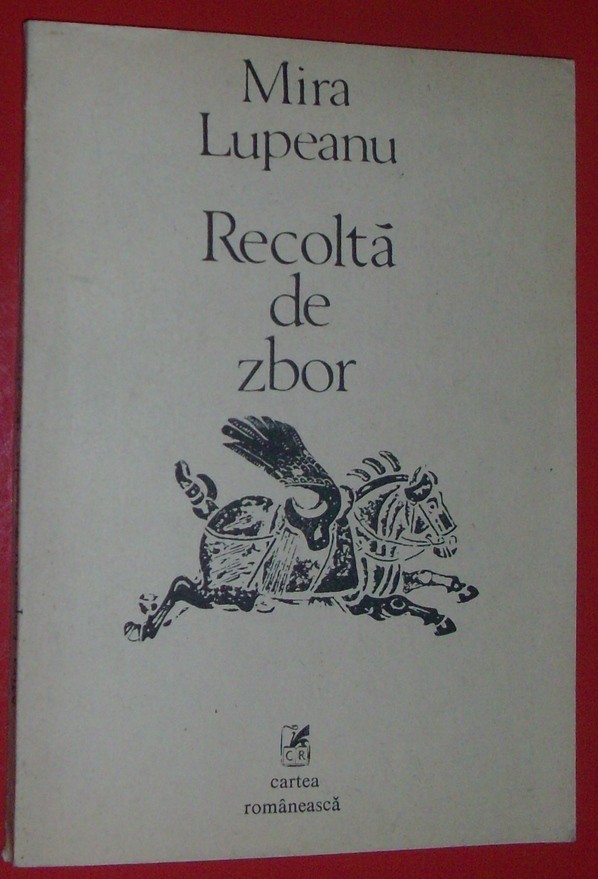 Mira
Lupeanu
Recoltă
de
zbor
CR
cartea
românească